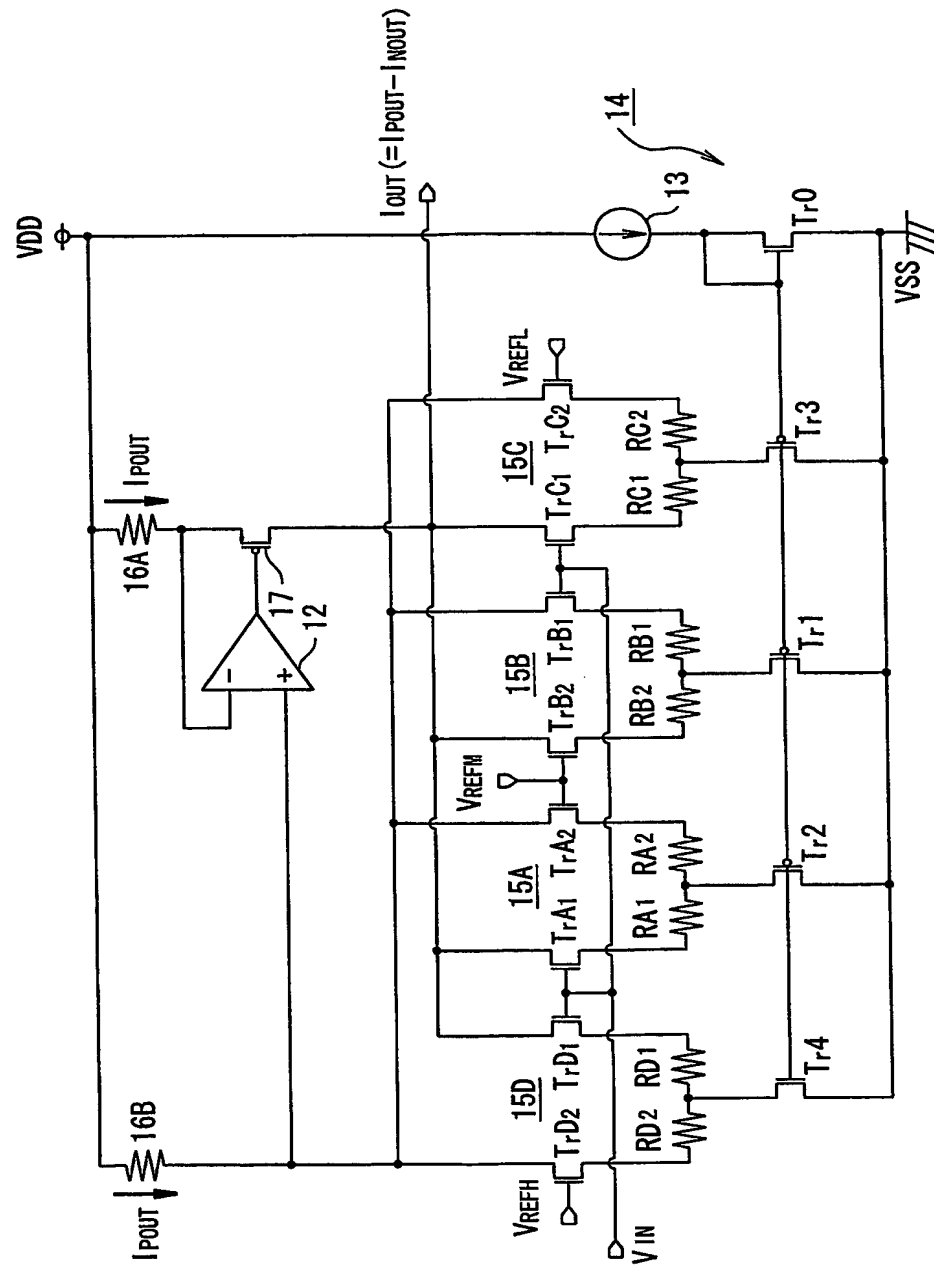 VDD
IPOUT
16B
IPOUT
16A
-
+
12
17
IOUT (=IPOUT-INOUT)
13
14
VREFH
15D
TrD2
TrD1
15A
TrA1
TrA2
VREFM
15B
TrB2
TrB1
15C
TrC1
TrC2
VREFL
VIN
RD2
RD1
RA1
RA2
RB2
RB1
RC1
RC2
Tr4
Tr2
Tr1
Tr3
Tr0
VSS